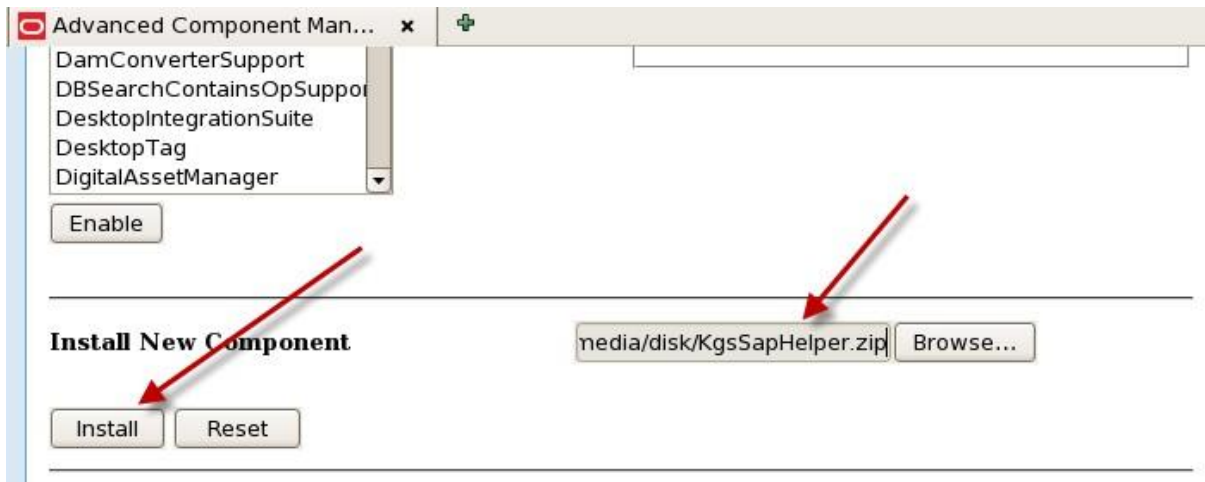 Advanced Component Man...
DamConverterSupport
DBSearchContainsOpSuppor
DesktopIntegrationSuite
DesktopTag
DigitalAssetManager
Enable
Install New Component
media/disk/KgsSapHelper.zip Browse...
Install Reset